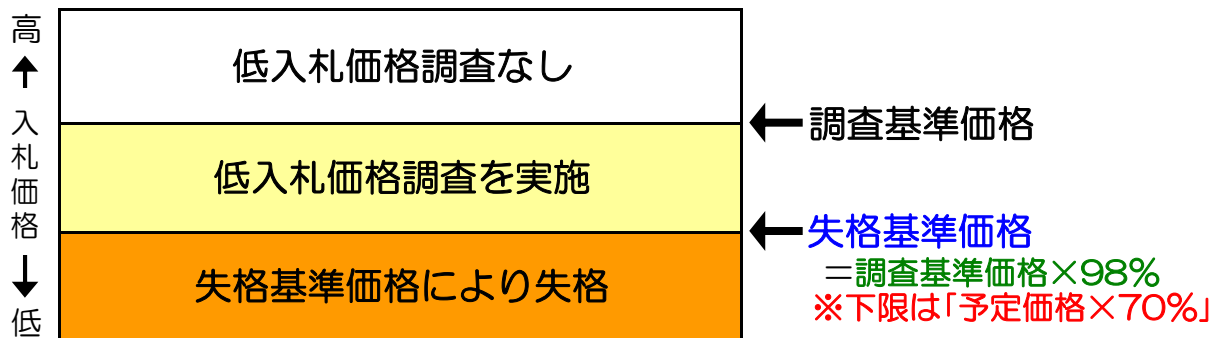 高
↑
入札価格
↓
低
低入札価格調査なし
低入札価格調査を実施
失格基準価格により失格
調査基準価格
失格基準価格
=調査基準価格×98%
※下限は「予定価格×70%」